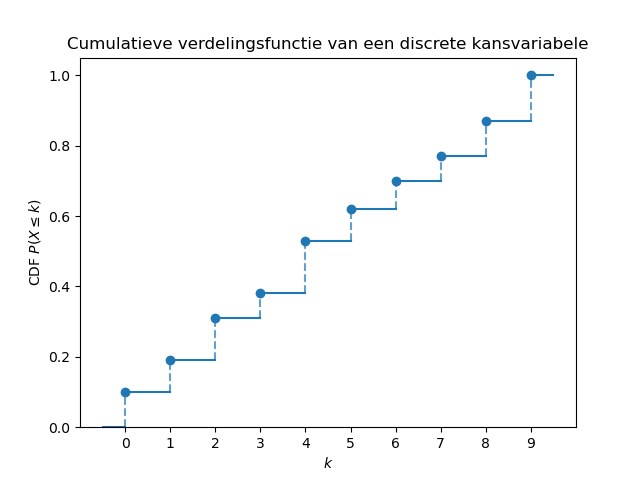 Cumulatieve verdelingsfunctie van een discrete kansvariabele
CDF P(X ≤ k)
1.0
0.8
0.6
0.4
0.2
0.0
0 1 2 3 4 5 6 7 8 9
k